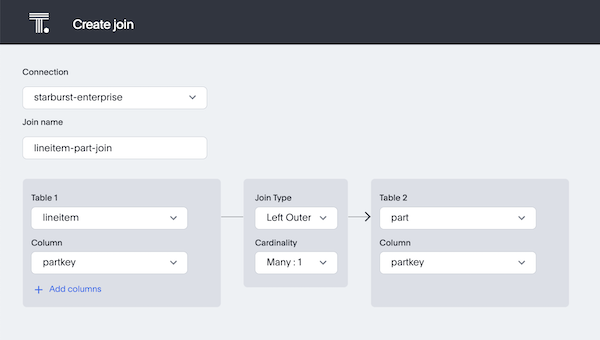 T.
Create join
Connection
starburst-enterprise
Join name
lineitem-part-join
Table 1
lineitem
Column
partkey
+ Add columns
Join Type
Left Outer
Cardinality
Many : 1
Table 2
part
Column
partkey